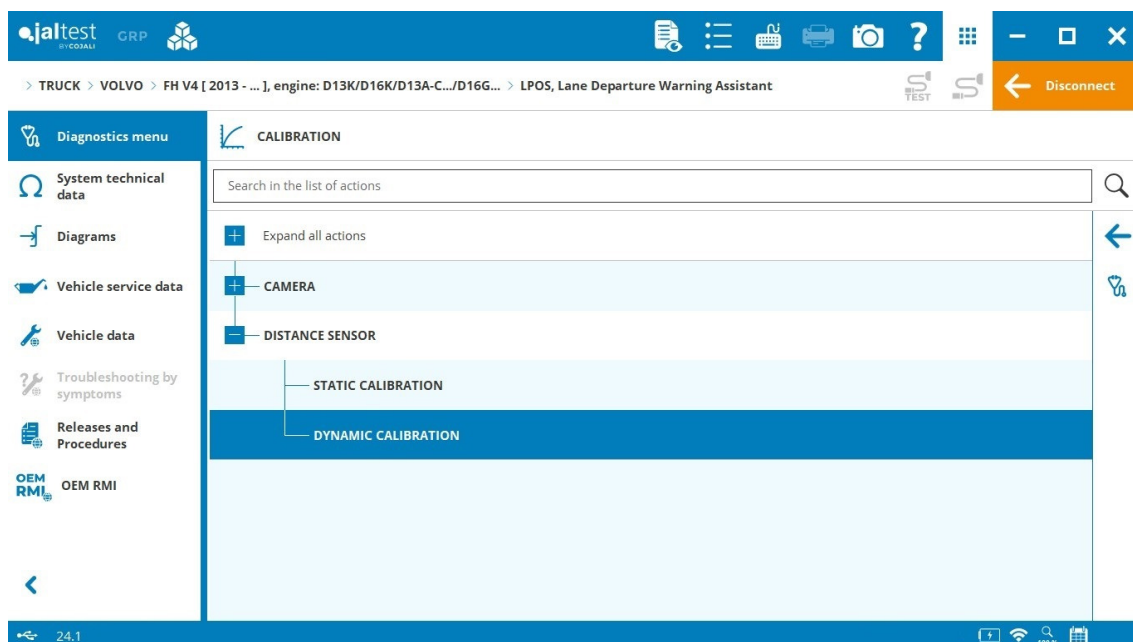 jaltest GRP
BY COJALI
> TRUCK > VOLVO > FH V4 [ 2013 - ... ], engine: D13K/D16K/D13A-C.../D16G... > LPOS, Lane Departure Warning Assistant
TEST
Disconnect
Diagnostics menu
System technical
data
Diagrams
Vehicle service data
Vehicle data
Troubleshooting by
symptoms
Releases and
Procedures
OEM
RMI
OEM RMI
CALIBRATION
Search in the list of actions
Expand all actions
CAMERA
DISTANCE SENSOR
STATIC CALIBRATION
DYNAMIC CALIBRATION
24.1